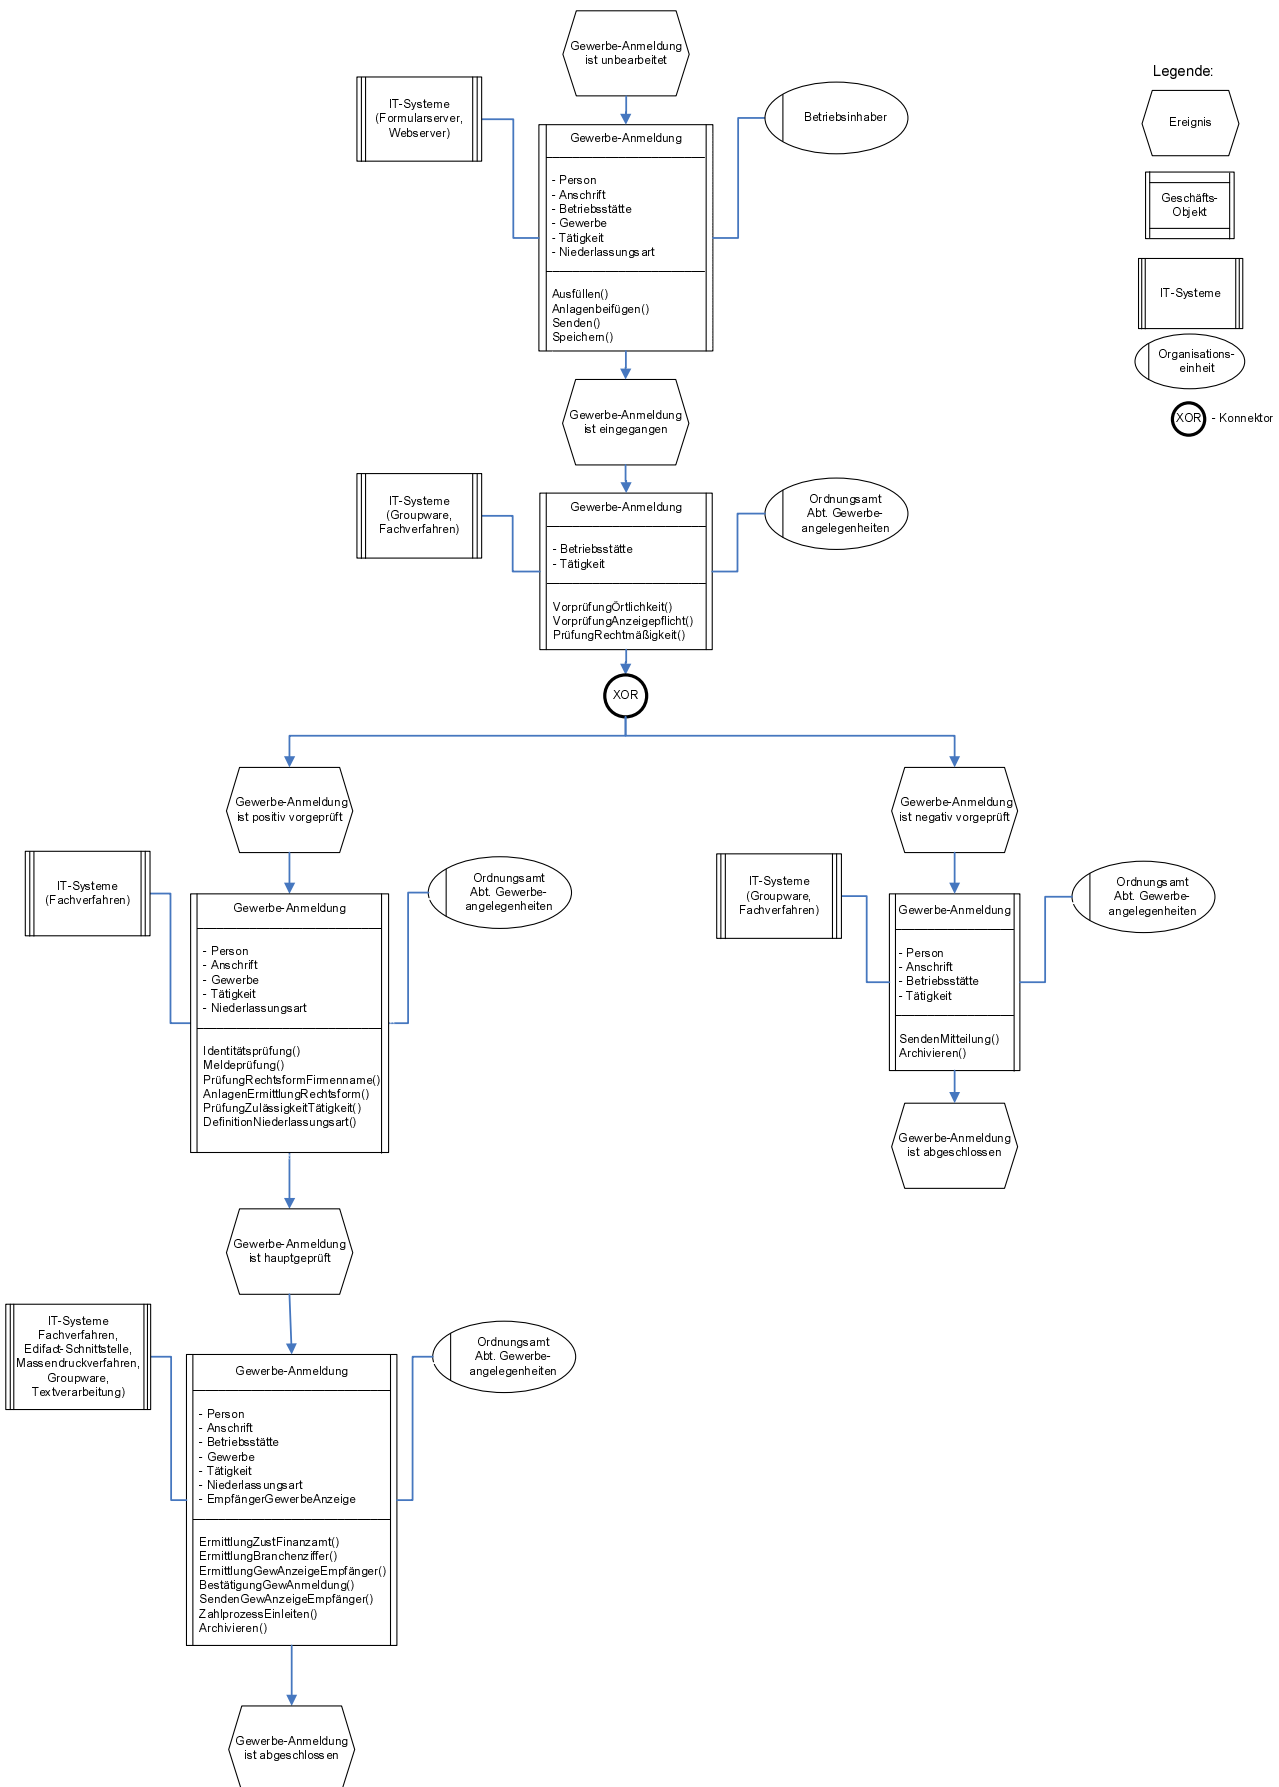 Gewerbe-Anmeldung
ist unbearbeitet
Legende:
IT-Systeme
(Formularserver,
Webserver)
Betriebsinhaber
Ereignis
Gewerbe-Anmeldung
- Person
- Anschrift
- Betriebsstätte
- Gewerbe
- Tätigkeit
- Niederlassungsart
Ausfüllen()
Anlagenbeifügen()
Senden()
Speichern()
Geschäfts-
Objekt
IT-Systeme
Organisations-
einheit
XOR - Konnektor
Gewerbe-Anmeldung
ist eingegangen
IT-Systeme
(Groupware,
Fachverfahren)
Gewerbe-Anmeldung
- Betriebsstätte
- Tätigkeit
VorprüfungÖrtlichkeit()
VorprüfungAnzeigepflicht()
PrüfungRechtmäßigkeit()
Ordnungsamt
Abt. Gewerbe-
angelegenheiten
XOR
Gewerbe-Anmeldung
ist positiv vorgeprüft
IT-Systeme
(Fachverfahren)
Gewerbe-Anmeldung
- Person
- Anschrift
- Gewerbe
- Tätigkeit
- Niederlassungsart
Identitätsprüfung()
Meldeprüfung()
PrüfungRechtsformFirmenname()
AnlagenErmittlungRechtsform()
PrüfungZulässigkeitTätigkeit()
DefinitionNiederlassungsart()
Ordnungsamt
Abt. Gewerbe-
angelegenheiten
Gewerbe-Anmeldung
ist negativ vorgeprüft
IT-Systeme
(Groupware,
Fachverfahren)
Gewerbe-Anmeldung
- Person
- Anschrift
- Betriebsstätte
- Tätigkeit
SendenMitteilung()
Archivieren()
Ordnungsamt
Abt. Gewerbe-
angelegenheiten
Gewerbe-Anmeldung
ist abgeschlossen
Gewerbe-Anmeldung
ist hauptgeprüft
IT-Systeme
Fachverfahren,
Edifact-Schnittstelle,
Massendruckverfahren,
Groupware,
Textverarbeitung)
Gewerbe-Anmeldung
- Person
- Anschrift
- Betriebsstätte
- Gewerbe
- Tätigkeit
- Niederlassungsart
- EmpfängerGewerbeAnzeige
ErmittlungZustFinanzamt()
ErmittlungBranchenziffer()
ErmittlungGewAnzeigeEmpfänger()
BestätigungGewAnmeldung()
SendenGewAnzeigeEmpfänger()
ZahlprozessEinleiten()
Archivieren()
Ordnungsamt
Abt. Gewerbe-
angelegenheiten
Gewerbe-Anmeldung
ist abgeschlossen